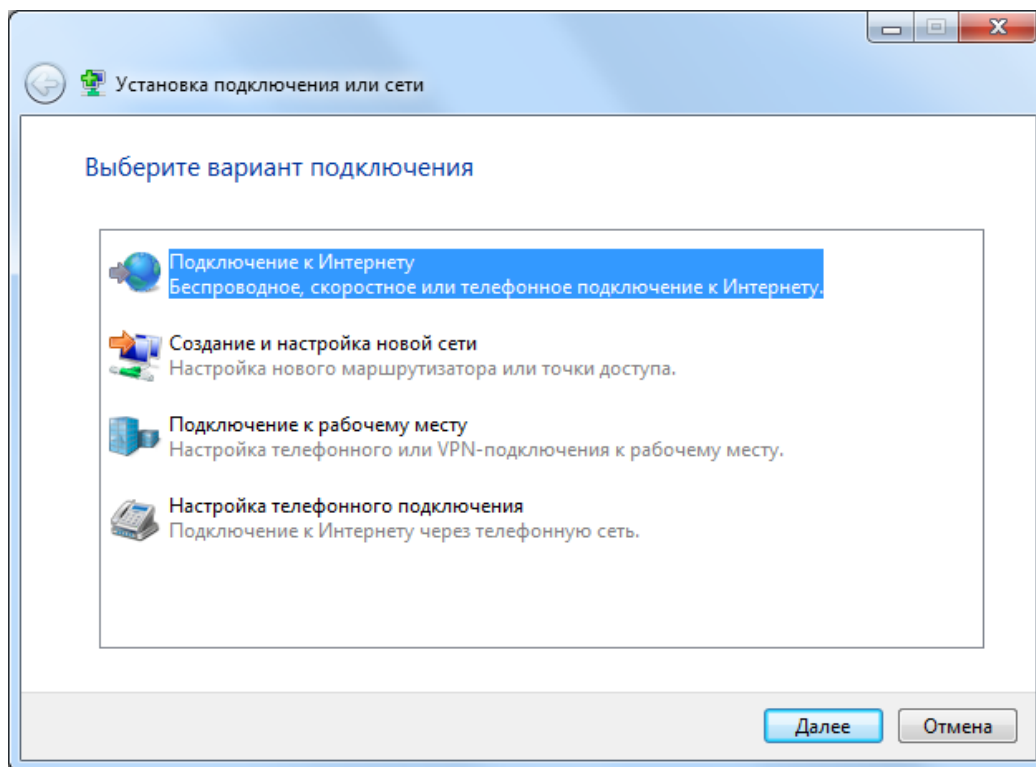 Установка подключения или сети
Выберите вариант подключения
Подключение к Интернету
Беспроводное, скоростное или телефонное подключение к Интернету.
Создание и настройка новой сети
Настройка нового маршрутизатора или точки доступа.
Подключение к рабочему месту
Настройка телефонного или VPN-подключения к рабочему месту.
Настройка телефонного подключения
Подключение к Интернету через телефонную сеть.
Далее
Отмена